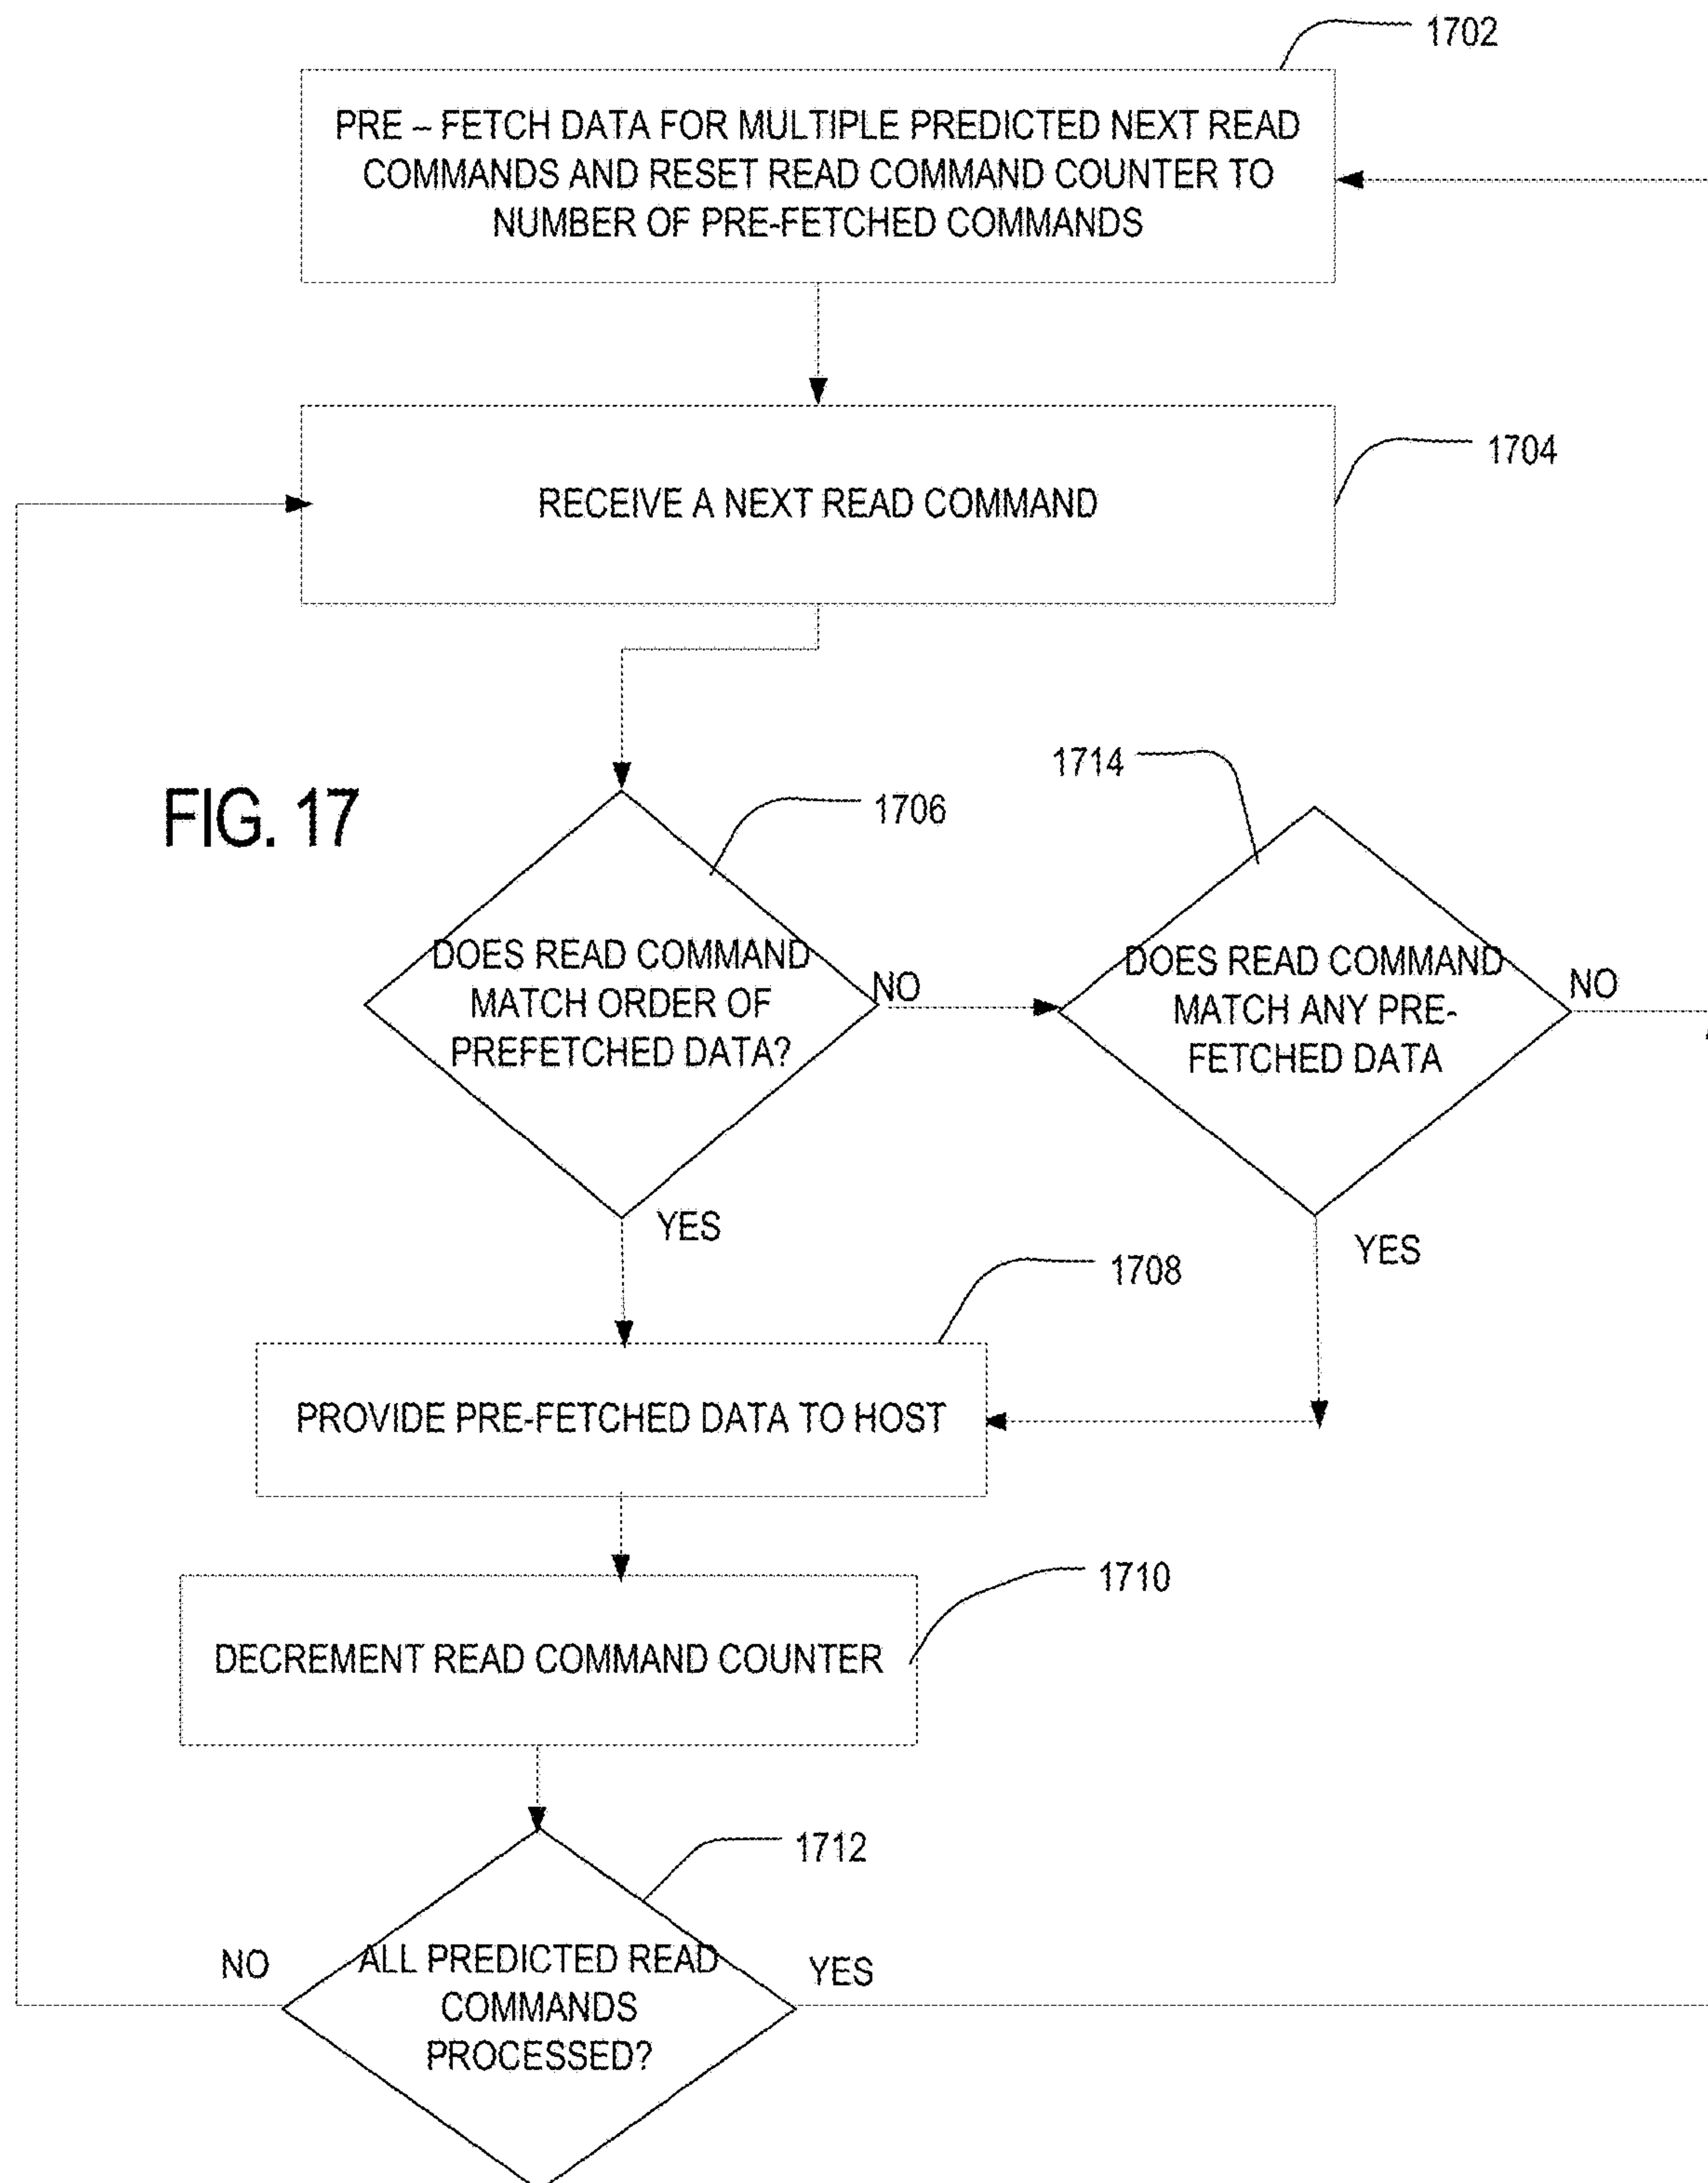 1702
PRE – FETCH DATA FOR MULTIPLE PREDICTED NEXT READ
COMMANDS AND RESET READ COMMAND COUNTER TO
NUMBER OF PRE-FETCHED COMMANDS
1704
RECEIVE A NEXT READ COMMAND
FIG. 17
1706
1714
DOES READ COMMAND
MATCH ORDER OF
PREFETCHED DATA?
NO
DOES READ COMMAND
MATCH ANY PRE-
FETCHED DATA
NO
YES
YES
1708
PROVIDE PRE-FETCHED DATA TO HOST
1710
DECREMENT READ COMMAND COUNTER
1712
NO
ALL PREDICTED READ
COMMANDS
PROCESSED?
YES